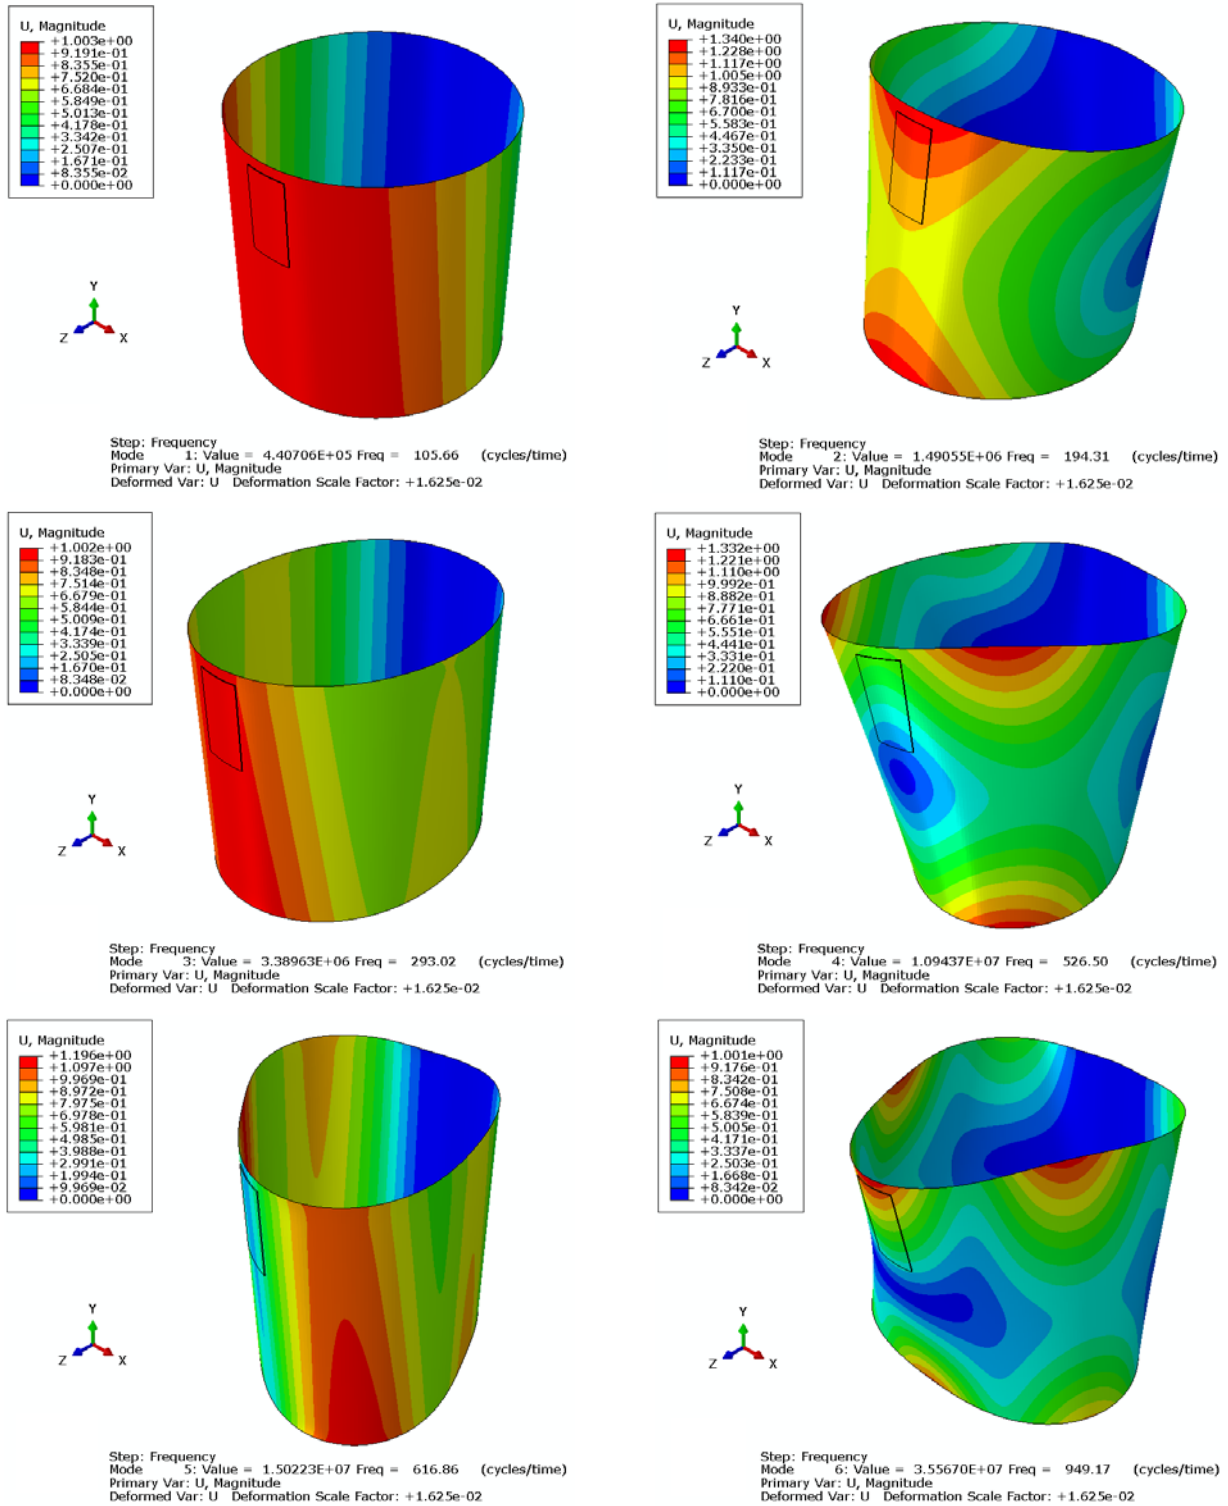 U, Magnitude
+1.003e+00
+9.191e-01
+8.355e-01
+7.520e-01
+6.684e-01
+5.849e-01
+5.013e-01
+4.178e-01
+3.342e-01
+2.507e-01
+1.671e-01
+8.355e-02
+0.000e+00
Y
Z
X
Step: Frequency
Mode 1: Value = 4.40706E+05 Freq = 105.66 (cycles/time)
Primary Var: U, Magnitude
Deformed Var: U Deformation Scale Factor: +1.625e-02
U, Magnitude
+1.340e+00
+1.228e+00
+1.117e+00
+1.005e+00
+8.933e-01
+7.816e-01
+6.700e-01
+5.583e-01
+4.467e-01
+3.350e-01
+2.233e-01
+1.117e-01
+0.000e+00
Y
Z
X
Step: Frequency
Mode 2: Value = 1.49055E+06 Freq = 194.31 (cycles/time)
Primary Var: U, Magnitude
Deformed Var: U Deformation Scale Factor: +1.625e-02
U, Magnitude
+1.002e+00
+9.183e-01
+8.348e-01
+7.514e-01
+6.679e-01
+5.844e-01
+5.009e-01
+4.174e-01
+3.339e-01
+2.505e-01
+1.670e-01
+8.348e-02
+0.000e+00
Y
Z
X
Step: Frequency
Mode 3: Value = 3.38963E+06 Freq = 293.02 (cycles/time)
Primary Var: U, Magnitude
Deformed Var: U Deformation Scale Factor: +1.625e-02
U, Magnitude
+1.332e+00
+1.221e+00
+1.110e+00
+9.992e-01
+8.882e-01
+7.771e-01
+6.661e-01
+5.551e-01
+4.441e-01
+3.331e-01
+2.220e-01
+1.110e-01
+0.000e+00
Y
Z
X
Step: Frequency
Mode 4: Value = 1.09437E+07 Freq = 526.50 (cycles/time)
Primary Var: U, Magnitude
Deformed Var: U Deformation Scale Factor: +1.625e-02
U, Magnitude
+1.196e+00
+1.097e+00
+9.969e-01
+8.972e-01
+7.975e-01
+6.978e-01
+5.981e-01
+4.985e-01
+3.988e-01
+2.991e-01
+1.994e-01
+9.969e-02
+0.000e+00
Y
Z
X
Step: Frequency
Mode 5: Value = 1.50223E+07 Freq = 616.86 (cycles/time)
Primary Var: U, Magnitude
Deformed Var: U Deformation Scale Factor: +1.625e-02
U, Magnitude
+1.001e+00
+9.176e-01
+8.342e-01
+7.508e-01
+6.674e-01
+5.839e-01
+5.005e-01
+4.171e-01
+3.337e-01
+2.503e-01
+1.668e-01
+8.342e-02
+0.000e+00
Y
Z
X
Step: Frequency
Mode 6: Value = 3.55670E+07 Freq = 949.17 (cycles/time)
Primary Var: U, Magnitude
Deformed Var: U Deformation Scale Factor: +1.625e-02